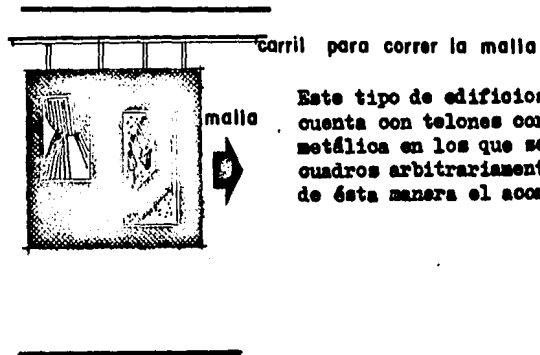 carril para correr la malla
malla
Este tipo de edificios
cuenta con telones con
metálica en los que se
cuadros arbitrariament
de ésta manera el acom